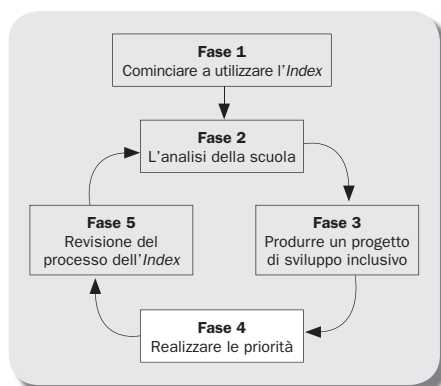 Fase 1
Cominciare a utilizzare l'Index
Fase 2
L'analisi della scuola
Fase 3
Produrre un progetto
di sviluppo inclusivo
Fase 4
Realizzare le priorità
Fase 5
Revisione del
processo dell'Index